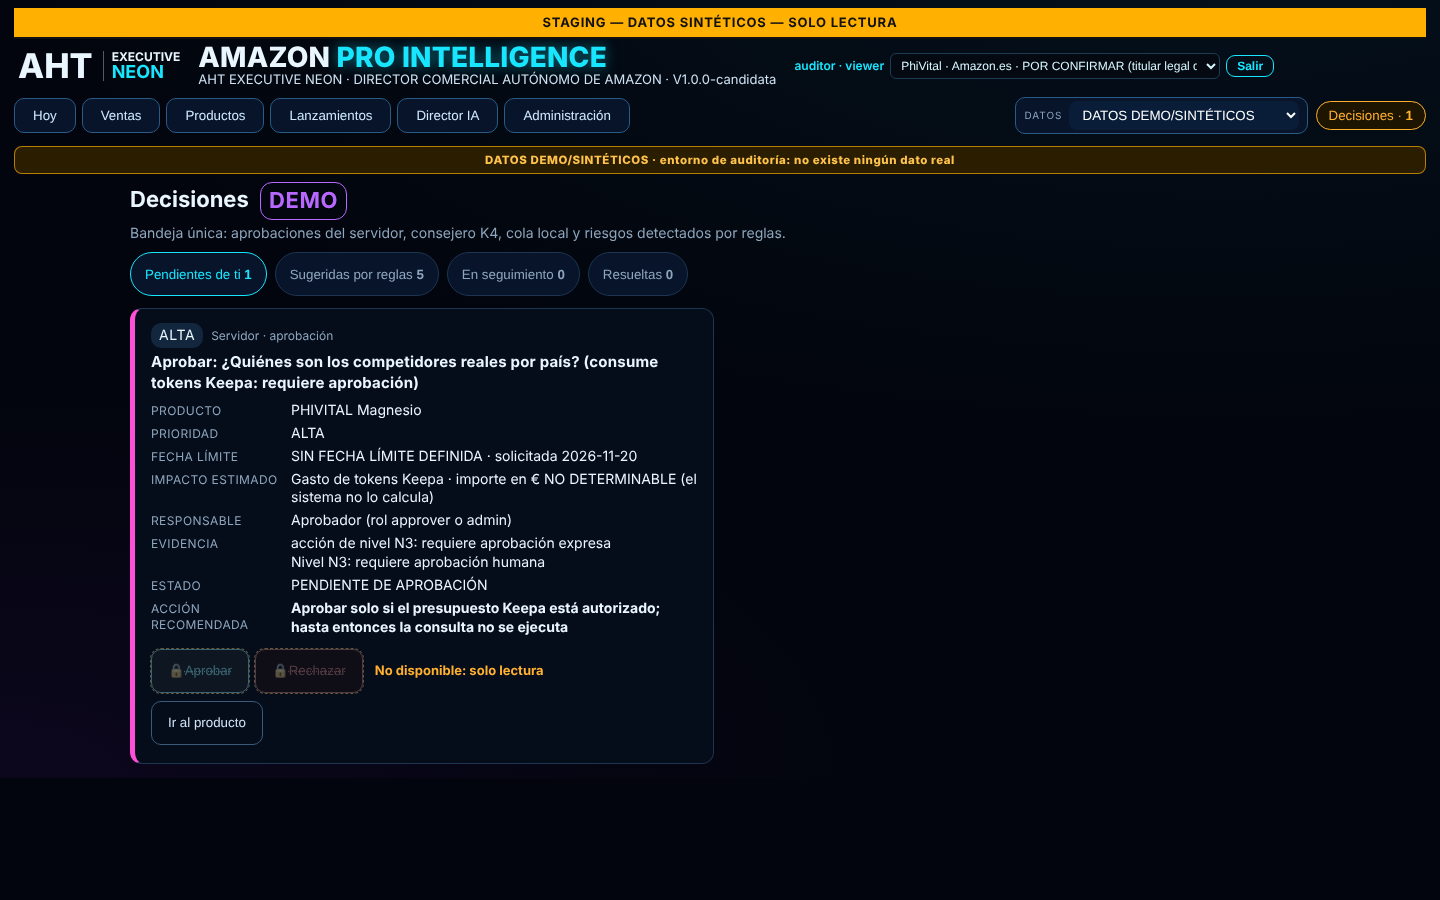 STAGING — DATOS SINTÉTICOS — SOLO LECTURA
AHT
EXECUTIVE
NEON
AMAZON PRO INTELLIGENCE
AHT EXECUTIVE NEON · DIRECTOR COMERCIAL AUTÓNOMO DE AMAZON · V1.0.0-candidata
auditor · viewer
PhiVital · Amazon.es · POR CONFIRMAR (titular legal c
Salir
Hoy
Ventas
Productos
Lanzamientos
Director IA
Administración
DATOS
DATOS DEMO/SINTÉTICOS
Decisiones · 1
DATOS DEMO/SINTÉTICOS · entorno de auditoría: no existe ningún dato real
Decisiones DEMO
Bandeja única: aprobaciones del servidor, consejero K4, cola local y riesgos detectados por reglas.
Pendientes de ti 1
Sugeridas por reglas 5
En seguimiento 0
Resueltas 0
ALTA Servidor · aprobación
Aprobar: ¿Quiénes son los competidores reales por país? (consume
tokens Keepa: requiere aprobación)
PRODUCTO PHIVITAL Magnesio
PRIORIDAD ALTA
FECHA LÍMITE SIN FECHA LÍMITE DEFINIDA · solicitada 2026-11-20
IMPACTO ESTIMADO Gasto de tokens Keepa · importe en € NO DETERMINABLE (el
sistema no lo calcula)
RESPONSABLE Aprobador (rol approver o admin)
EVIDENCIA acción de nivel N3: requiere aprobación expresa
Nivel N3: requiere aprobación humana
ESTADO PENDIENTE DE APROBACIÓN
ACCIÓN RECOMENDADA Aprobar solo si el presupuesto Keepa está autorizado;
hasta entonces la consulta no se ejecuta
Aprobar
Rechazar
No disponible: solo lectura
Ir al producto